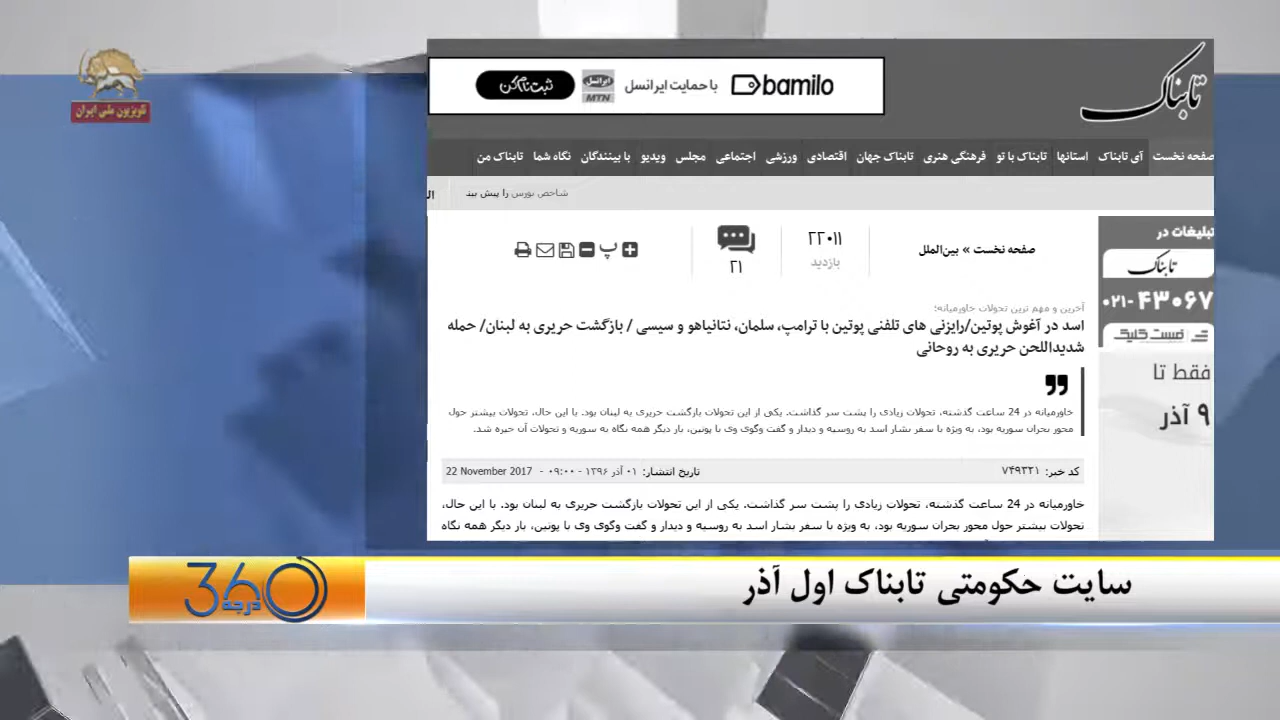 تابناک
bamilo با حمایت ایرانسل ایرانسل MTN ثبت‌نام کن
سیمای ملی ایران
صفحه نخست آی تابناک استانها تابناک با تو فرهنگی هنری تابناک جهان اقتصادی ورزشی اجتماعی مجلس ویدیو با بینندگان نگاه شما تابناک من
شاخص بورس را پیش بینـ
الـ
تبلیغات در
تابناک
۰۲۱-۴۳۰۶۷
فقط تا
۹ آذر
صفحه نخست » بین‌الملل
۲۲۰۱۱
بازدید
۲۱
پ
آخرین و مهم ترین تحولات خاورمیانه؛
اسد در آغوش پوتین/رایزنی های تلفنی پوتین با ترامپ، سلمان، نتانیاهو و سیسی / بازگشت حریری به لبنان/ حمله
شدیداللحن حریری به روحانی
خاورمیانه در 24 ساعت گذشته، تحولات زیادی را پشت سر گذاشت. یکی از این تحولات بازگشت حریری به لبنان بود. با این حال، تحولات بیشتر حول
محور بحران سوریه بود، به ویژه با سفر بشار اسد به روسیه و دیدار و گفت وگوی وی با پوتین، بار دیگر همه نگاه به سوریه و تحولات آن خیره شد.
کد خبر: ۷۴۹۳۲۱
تاریخ انتشار: ۰۱ آذر ۱۳۹۶ - ۰۹:۰۰ - 22 November 2017
خاورمیانه در 24 ساعت گذشته، تحولات زیادی را پشت سر گذاشت. یکی از این تحولات بازگشت حریری به لبنان بود. با این حال،
تحولات بیشتر حول محور بحران سوریه بود، به ویژه با سفر بشار اسد به روسیه و دیدار و گفت وگوی وی با پوتین، بار دیگر همه نگاه
سایت حکومتی تابناک اول آذر
360 درجه